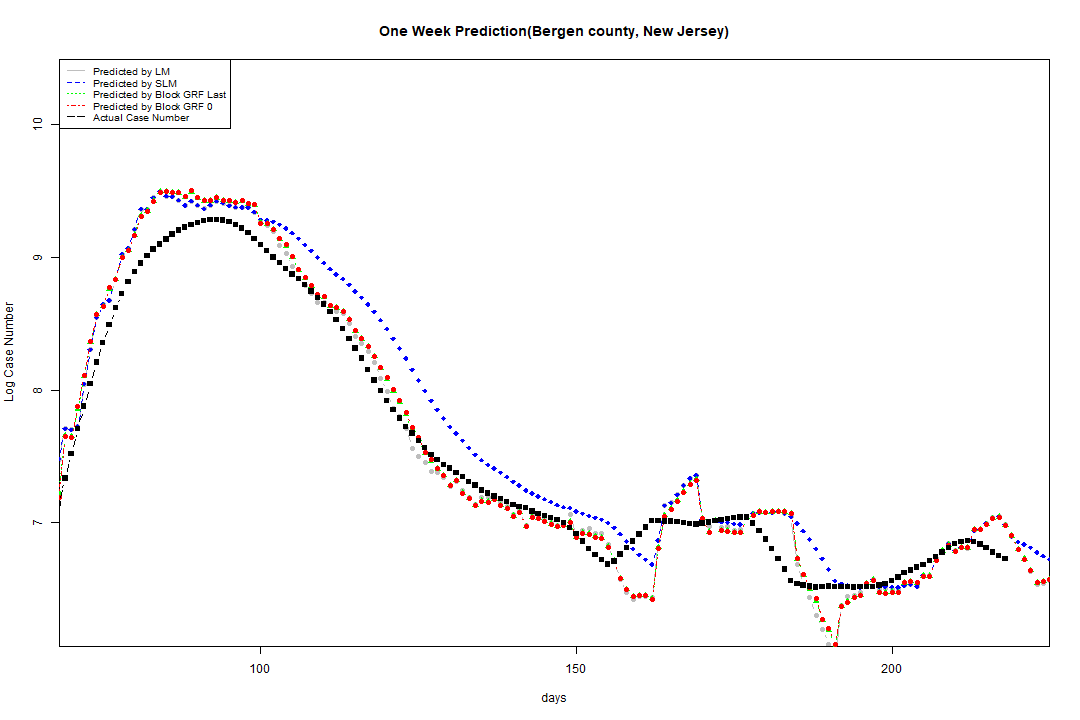 One Week Prediction(Bergen county, New Jersey)
Predicted by LM
Predicted by SLM
Predicted by Block GRF Last
Predicted by Block GRF 0
Actual Case Number
10
9
8
7
Log Case Number
100
150
200
days